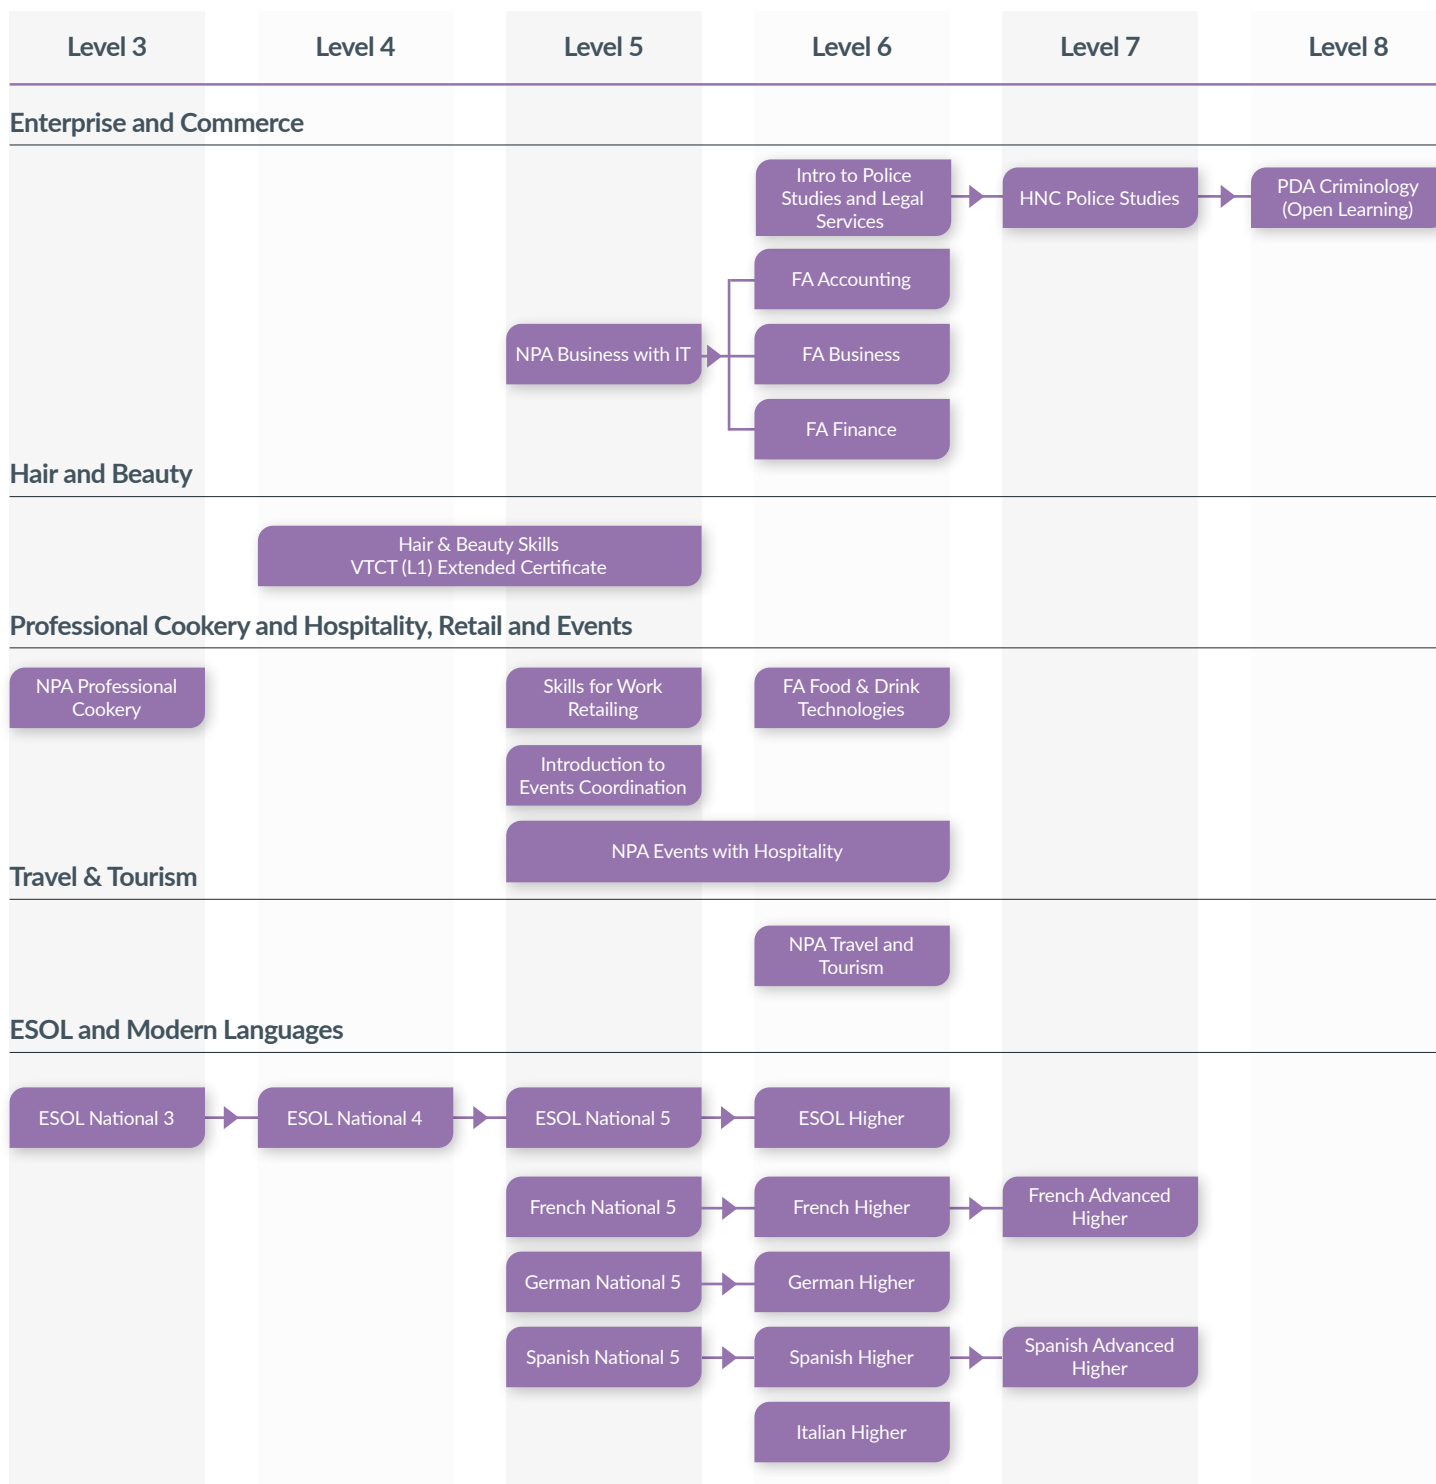 Level 3
Level 4
Level 5
Level 6
Level 7
Level 8
Enterprise and Commerce
Intro to Police
Studies and Legal
Services
HNC Police Studies
PDA Criminology
(Open Learning)
FA Accounting
NPA Business with IT
FA Business
FA Finance
Hair and Beauty
Hair & Beauty Skills
VTCT (L1) Extended Certificate
Professional Cookery and Hospitality, Retail and Events
NPA Professional
Cookery
Skills for Work
Retailing
FA Food & Drink
Technologies
Introduction to
Events Coordination
NPA Events with Hospitality
Travel & Tourism
NPA Travel and
Tourism
ESOL and Modern Languages
ESOL National 3
ESOL National 4
ESOL National 5
ESOL Higher
French National 5
French Higher
French Advanced
Higher
German National 5
German Higher
Spanish National 5
Spanish Higher
Spanish Advanced
Higher
Italian Higher